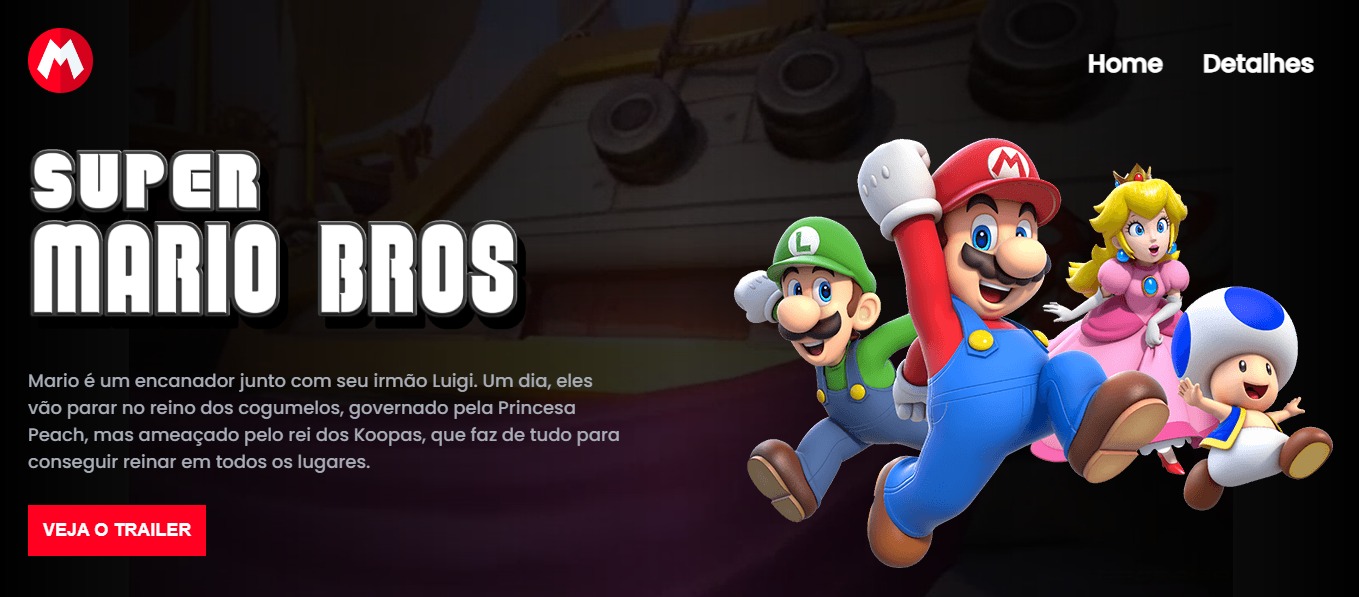 M
Home Detalhes
SUPER
MARIO BROS
M
L
Mario é um encanador junto com seu irmão Luigi. Um dia, eles
vão parar no reino dos cogumelos, governado pela Princesa
Peach, mas ameaçado pelo rei dos Koopas, que faz de tudo para
conseguir reinar em todos os lugares.
VEJA O TRAILER